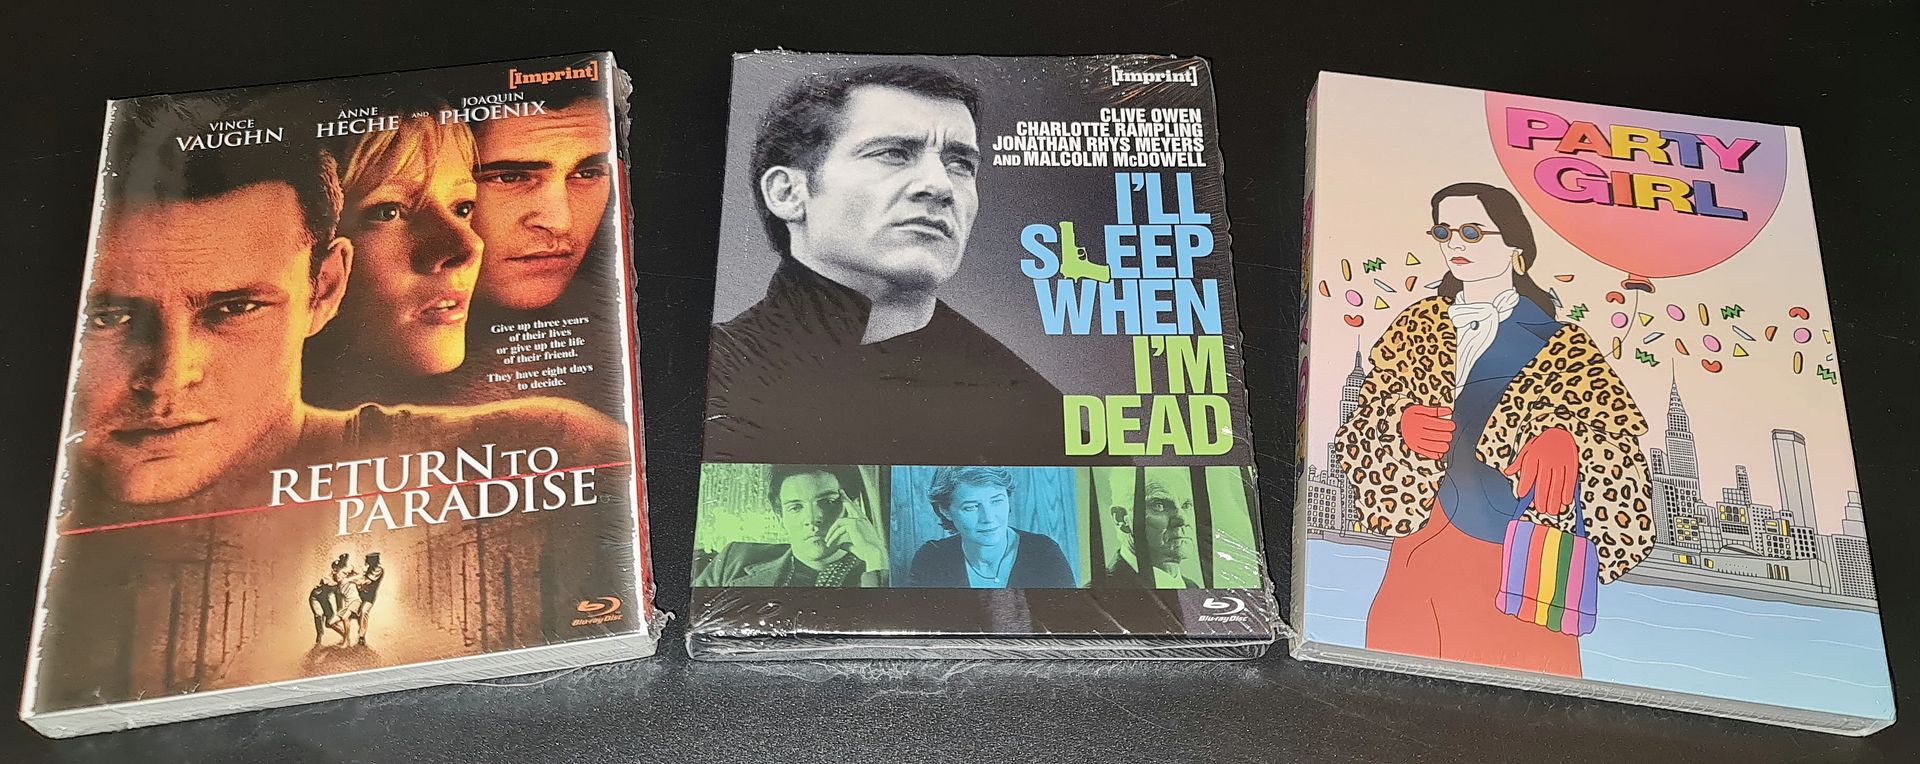 [Imprint]
VINCE
VAUGHN
ANNE
HECHE
AND
JOAQUIN
PHOENIX
Give up three years
of their lives
or give up the life
of their friend.
They have eight days
to decide.
RETURN TO
PARADISE
Blu-ray Disc
[Imprint]
CLIVE OWEN
CHARLOTTE RAMPLING
JONATHAN RHYS MEYERS
AND MALCOLM McDOWELL
I'LL
SLEEP
WHEN
I'M
DEAD
Blu-ray Disc
PARTY
GIRL